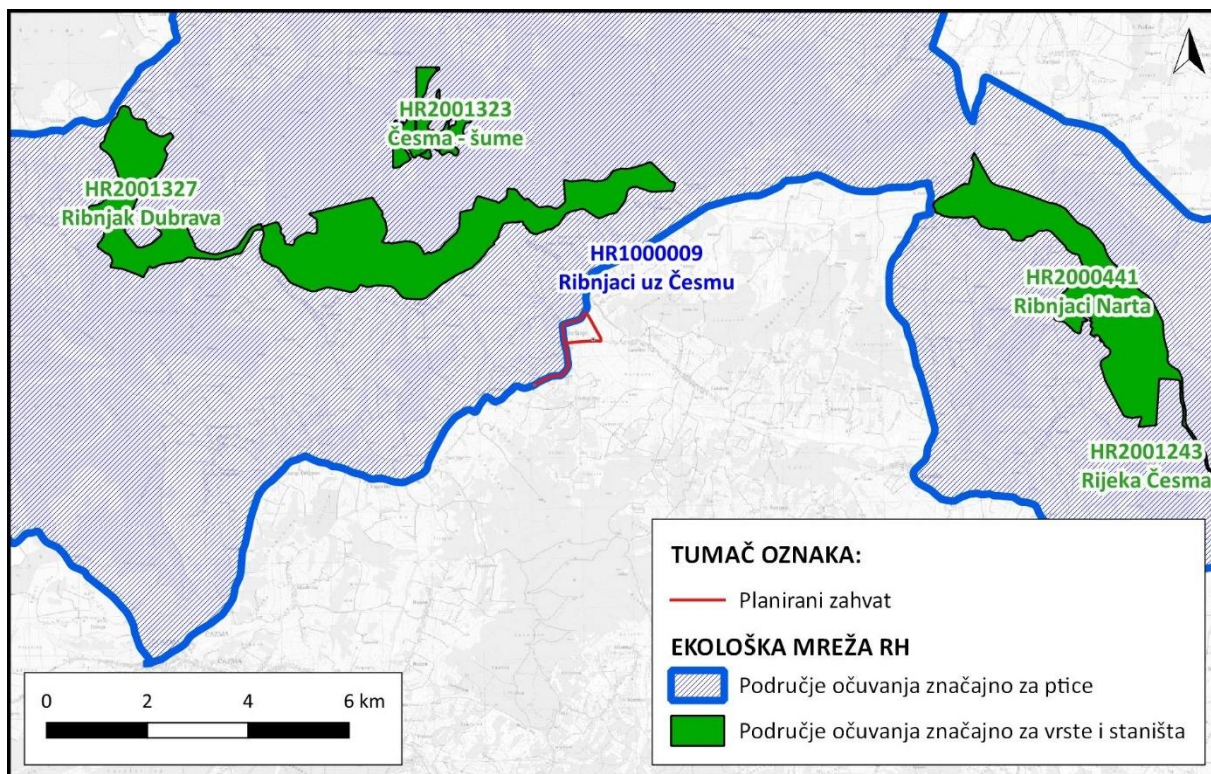 HR2001323
Česma - šume
HR2001327
Ribnjak Dubrava
HR1000009
Ribnjaci uz Česmu
HR2000441
Ribnjaci Narta
HR2001243
Rijeka Česma
TUMAČ OZNAKA:
Planirani zahvat
EKOLOŠKA MREŽA RH
Područje očuvanja značajno za ptice
Područje očuvanja značajno za vrste i staništa
0 2 4 6 km
ČAZMA